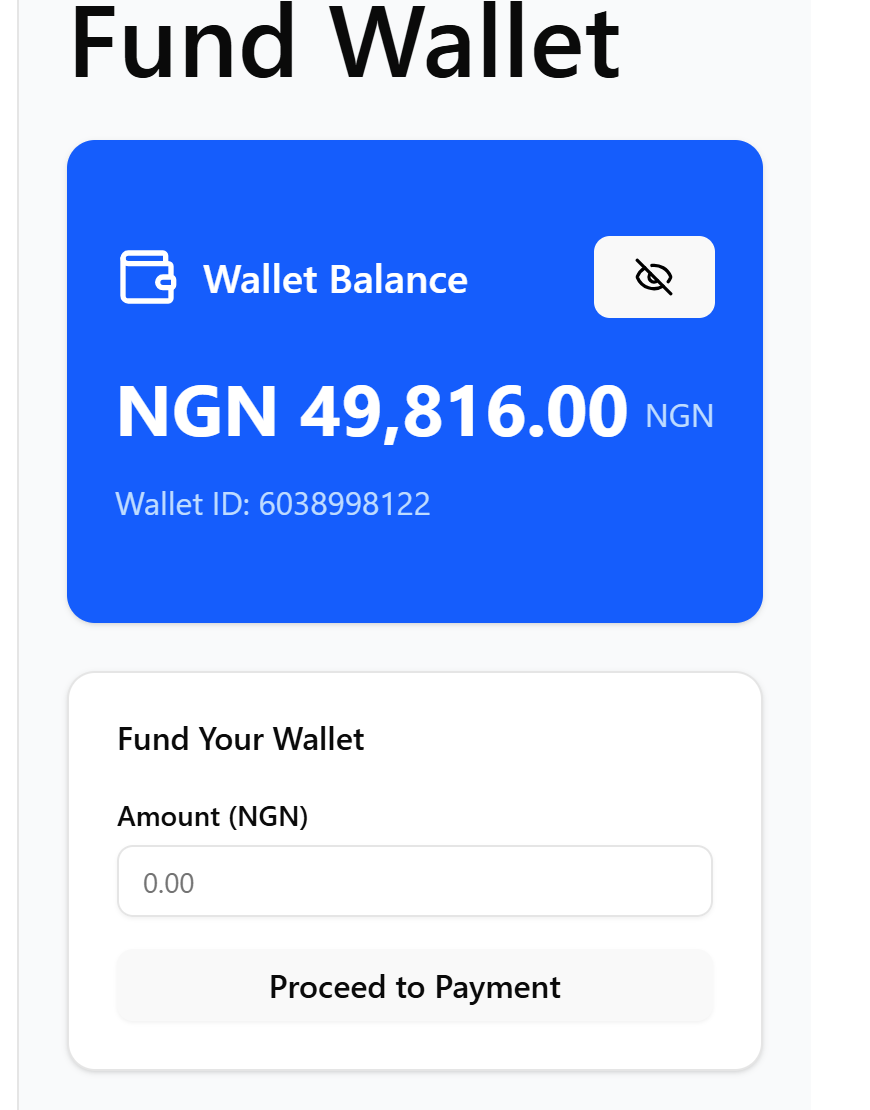 Fund Wallet
Wallet Balance
NGN 49,816.00 NGN
Wallet ID: 6038998122
Fund Your Wallet
Amount (NGN)
0.00
Proceed to Payment